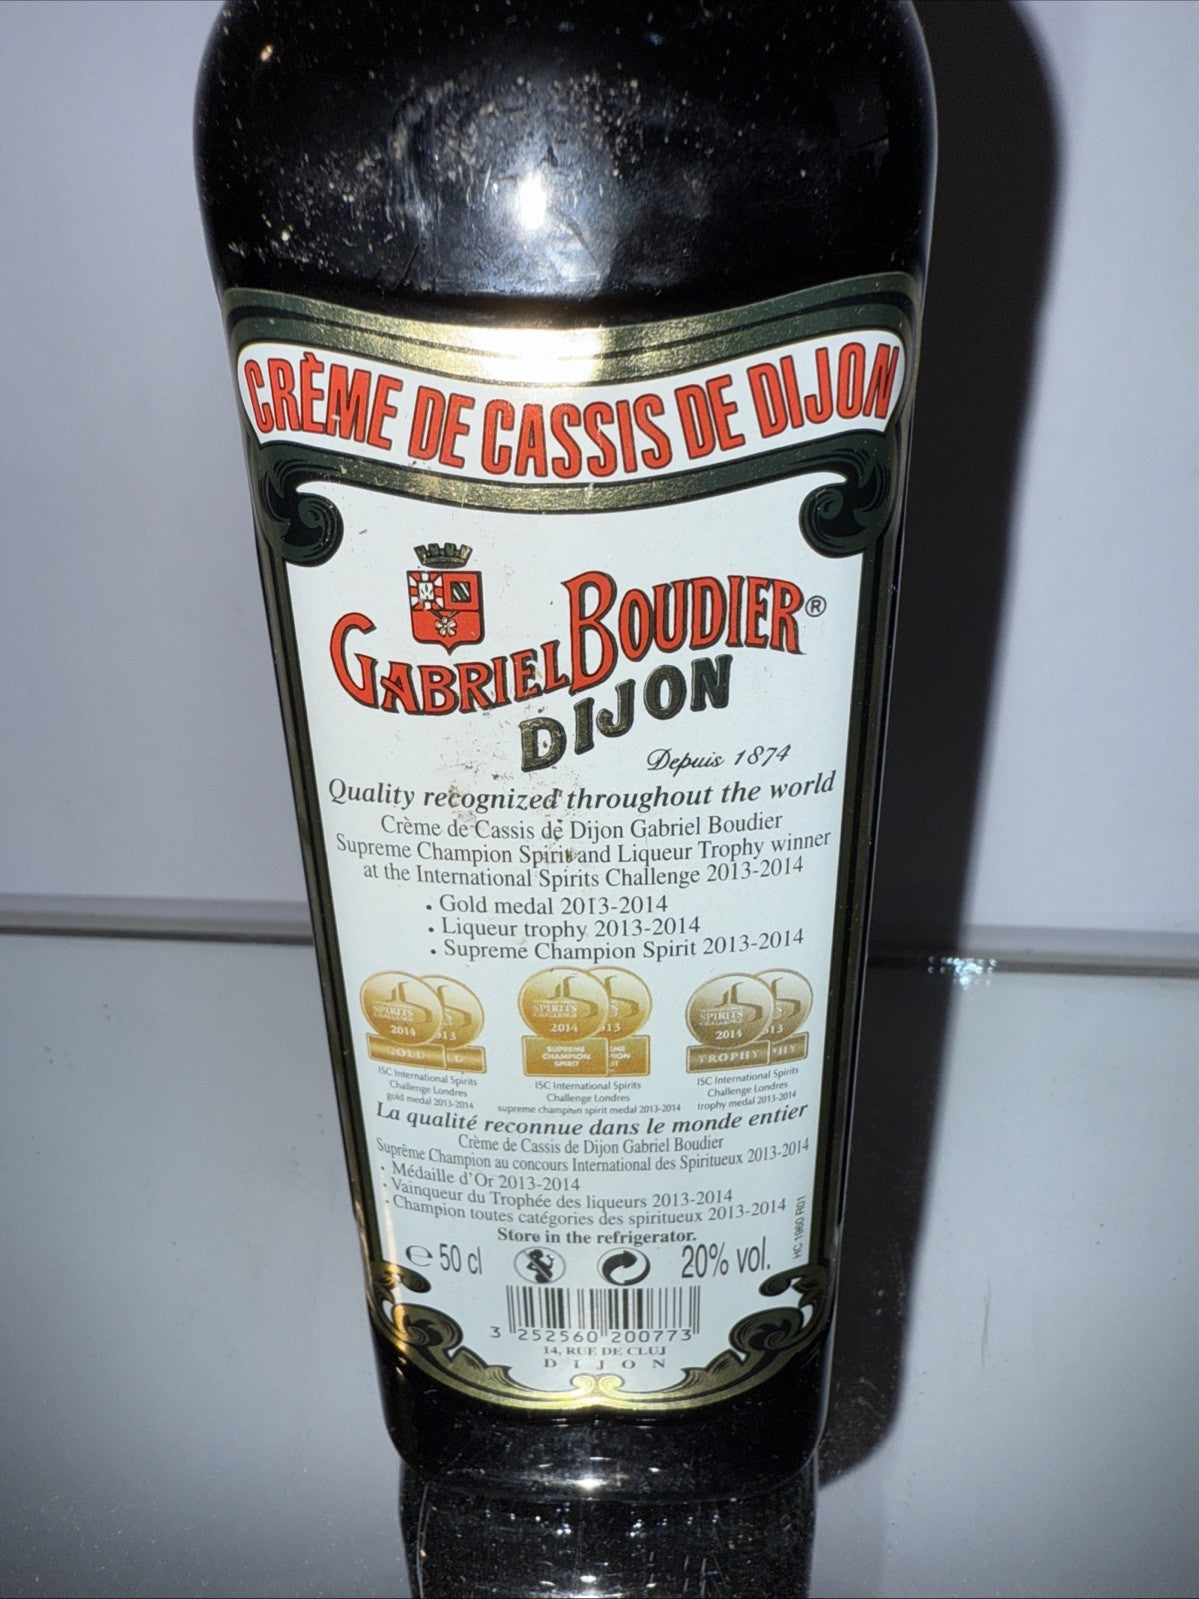 CRÈME DE CASSIS DE DIJON
GABRIEL BOUDIER®
DIJON
Depuis 1874
Quality recognized throughout the world
Crème de Cassis de Dijon Gabriel Boudier
Supreme Champion Spirit and Liqueur Trophy winner
at the International Spirits Challenge 2013-2014
• Gold medal 2013-2014
• Liqueur trophy 2013-2014
• Supreme Champion Spirit 2013-2014
SPIRITS
2014
GOLD
SPIRITS
2014
SUPREME
CHAMPION
SPIRIT
SPIRITS
CHALLENGE
2014
TROPHY
ISC International Spirits
Challenge Londres
gold medal 2013-2014
ISC International Spirits
Challenge Londres
supreme champion spirit medal 2013-2014
ISC International Spirits
Challenge Londres
trophy medal 2013-2014
La qualité reconnue dans le monde entier
Crème de Cassis de Dijon Gabriel Boudier
Suprême Champion au concours International des Spiritueux 2013-2014
• Médaille d'Or 2013-2014
• Vainqueur du Trophée des liqueurs 2013-2014
• Champion toutes catégories des spiritueux 2013-2014
HC 1960 R01
Store in the refrigerator.
℮ 50 cl 20% vol.
3 252560 200773
14, RUE DE CLUJ
DIJON